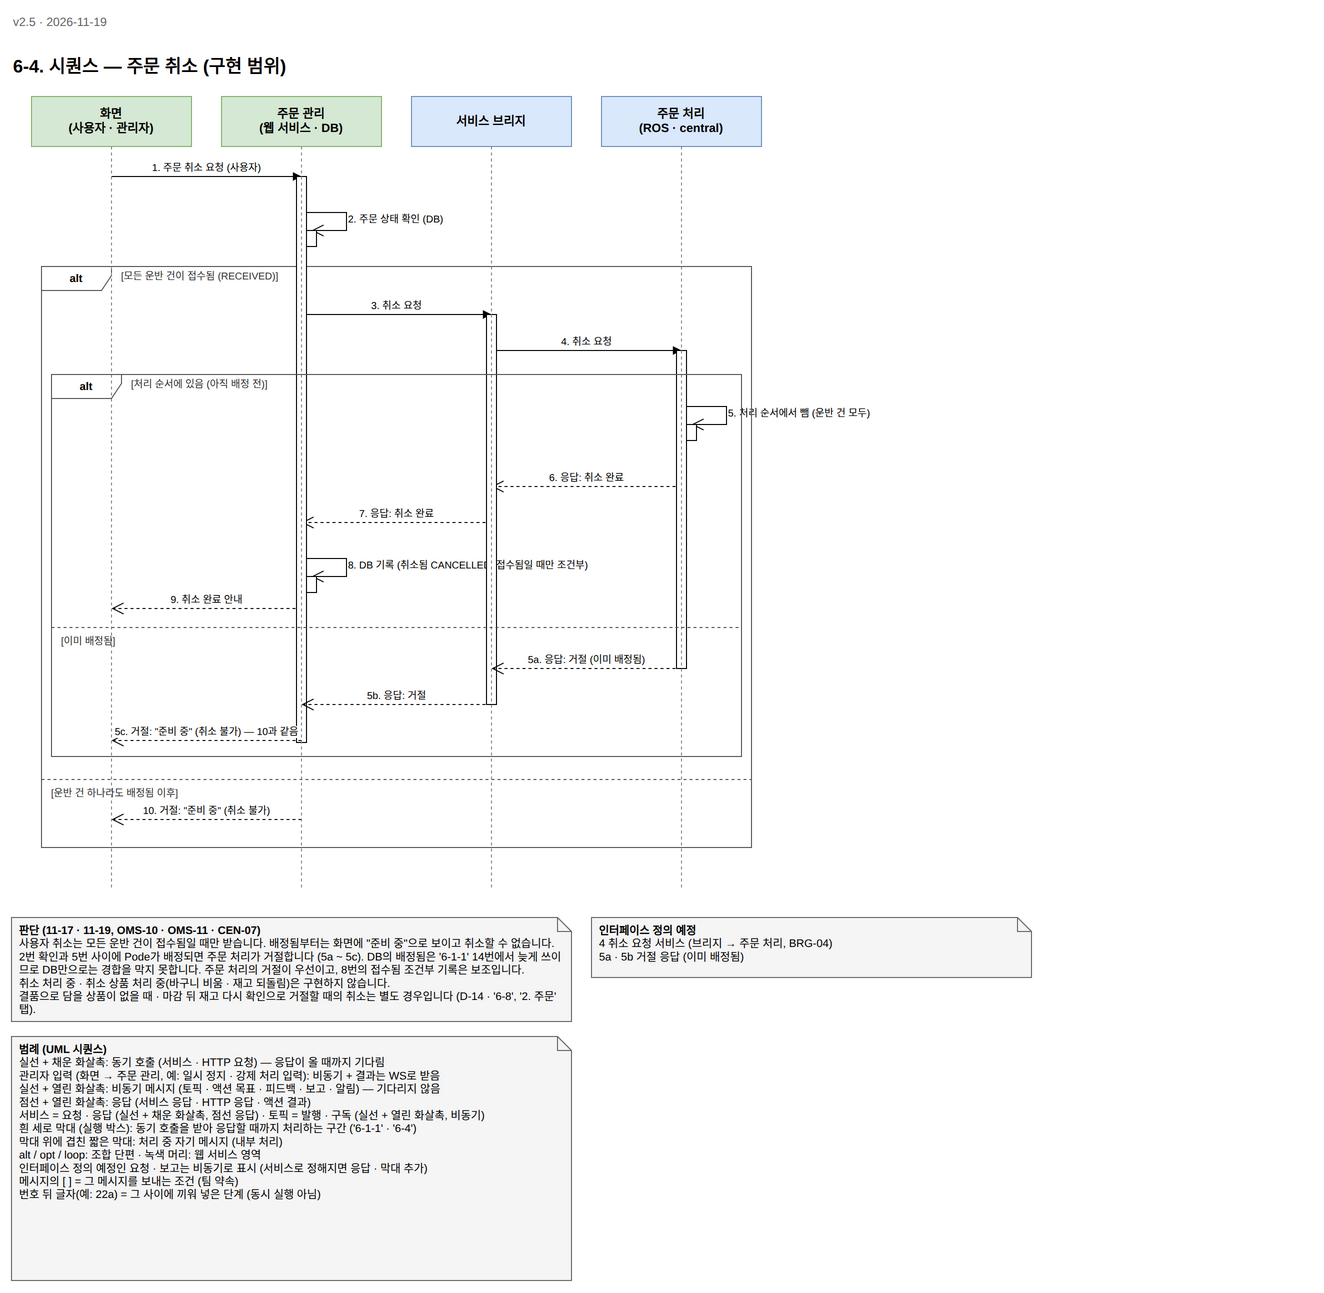 v2.5 · 2026-11-19
6-4. 시퀀스 — 주문 취소 (구현 범위)
화면
(사용자 · 관리자)
주문 관리
(웹 서비스 · DB)
서비스 브리지
주문 처리
(ROS · central)
1. 주문 취소 요청 (사용자)
2. 주문 상태 확인 (DB)
alt
[모든 운반 건이 접수됨 (RECEIVED)]
3. 취소 요청
4. 취소 요청
alt
[처리 순서에 있음 (아직 배정 전)]
5. 처리 순서에서 뺌 (운반 건 모두)
6. 응답: 취소 완료
7. 응답: 취소 완료
8. DB 기록 (취소됨 CANCELLED 접수됨일 때만 조건부)
9. 취소 완료 안내
[이미 배정됨]
5a. 응답: 거절 (이미 배정됨)
5b. 응답: 거절
5c. 거절: "준비 중" (취소 불가) — 10과 같음
[운반 건 하나라도 배정됨 이후]
10. 거절: "준비 중" (취소 불가)
판단 (11-17 · 11-19, OMS-10 · OMS-11 · CEN-07)
사용자 취소는 모든 운반 건이 접수됨일 때만 받습니다. 배정됨부터는 화면에 "준비 중"으로 보이고 취소할 수 없습니다.
2번 확인과 5번 사이에 Pode가 배정되면 주문 처리가 거절합니다 (5a ~ 5c). DB의 배정됨은 '6-1-1' 14번에서 늦게 쓰이
므로 DB만으로는 경합을 막지 못합니다. 주문 처리의 거절이 우선이고, 8번의 접수됨 조건부 기록은 보조입니다.
취소 처리 중 · 취소 상품 처리 중(바구니 비움 · 재고 되돌림)은 구현하지 않습니다.
결품으로 담을 상품이 없을 때 · 마감 뒤 재고 다시 확인으로 거절할 때의 취소는 별도 경우입니다 (D-14 · '6-8', '2. 주문'
탭).
인터페이스 정의 예정
4 취소 요청 서비스 (브리지 → 주문 처리, BRG-04)
5a · 5b 거절 응답 (이미 배정됨)
범례 (UML 시퀀스)
실선 + 채운 화살촉: 동기 호출 (서비스 · HTTP 요청) — 응답이 올 때까지 기다림
관리자 입력 (화면 → 주문 관리, 예: 일시 정지 · 강제 처리 입력): 비동기 + 결과는 WS로 받음
실선 + 열린 화살촉: 비동기 메시지 (토픽 · 액션 목표 · 피드백 · 보고 · 알림) — 기다리지 않음
점선 + 열린 화살촉: 응답 (서비스 응답 · HTTP 응답 · 액션 결과)
서비스 = 요청 · 응답 (실선 + 채운 화살촉, 점선 응답) · 토픽 = 발행 · 구독 (실선 + 열린 화살촉, 비동기)
흰 세로 막대 (실행 박스): 동기 호출을 받아 응답할 때까지 처리하는 구간 ('6-1-1' · '6-4')
막대 위에 겹친 짧은 막대: 처리 중 자기 메시지 (내부 처리)
alt / opt / loop: 조합 단편 · 녹색 머리: 웹 서비스 영역
인터페이스 정의 예정인 요청 · 보고는 비동기로 표시 (서비스로 정해지면 응답 · 막대 추가)
메시지의 [ ] = 그 메시지를 보내는 조건 (팀 약속)
번호 뒤 글자(예: 22a) = 그 사이에 끼워 넣은 단계 (동시 실행 아님)